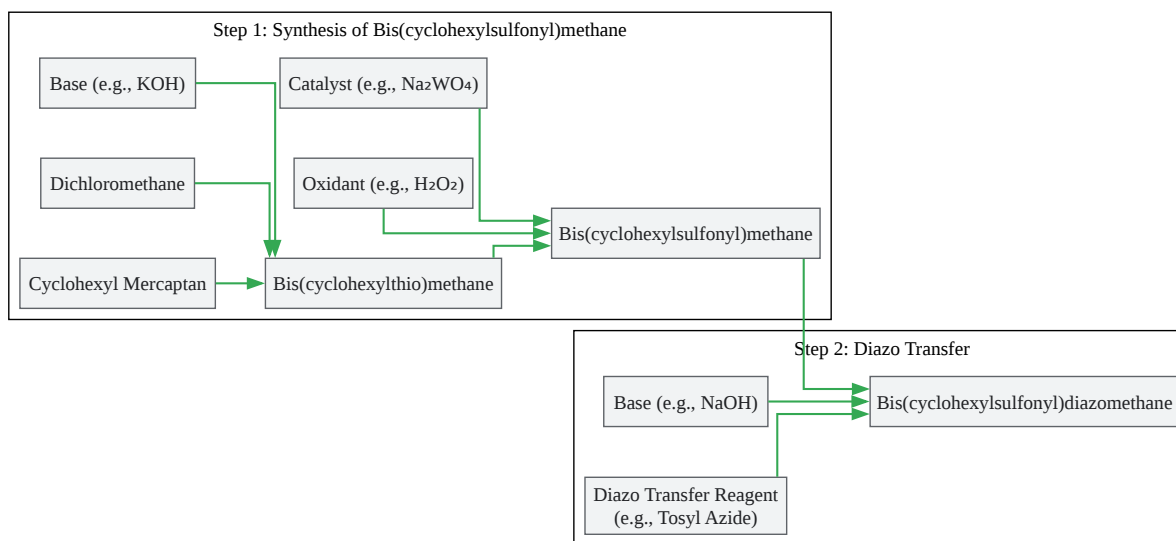 Step 1: Synthesis of Bis(cyclohexylsulfonyl)methane
Base (e.g., KOH)
Catalyst (e.g., Na₂WO₄)
Dichloromethane
Oxidant (e.g., H₂O₂)
Bis(cyclohexylsulfonyl)methane
Cyclohexyl Mercaptan
Bis(cyclohexylthio)methane
Step 2: Diazo Transfer
Base (e.g., NaOH)
Bis(cyclohexylsulfonyl)diazomethane
Diazo Transfer Reagent
(e.g., Tosyl Azide)